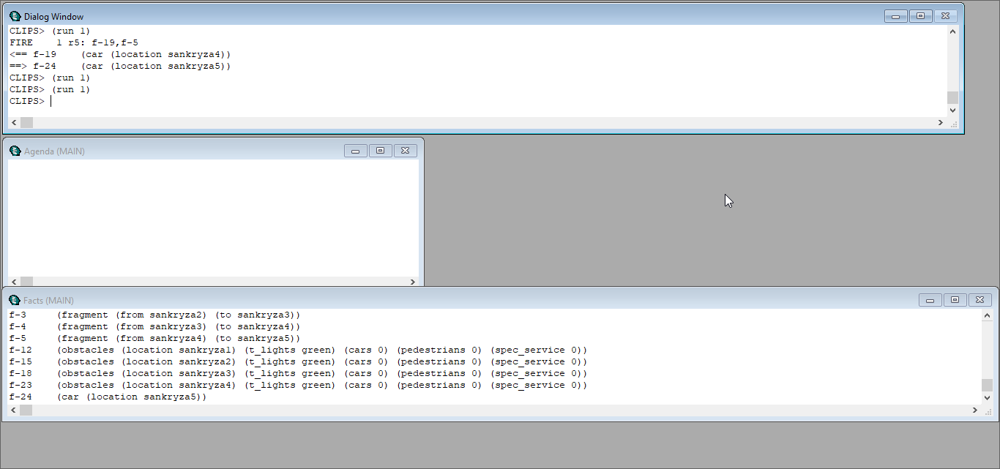 Dialog Window
CLIPS> (run 1)
FIRE    1 r5: f-19,f-5
<== f-19    (car (location sankryza4))
==> f-24    (car (location sankryza5))
CLIPS> (run 1)
CLIPS> (run 1)
CLIPS>
Agenda (MAIN)
Facts (MAIN)
f-3     (fragment (from sankryza2) (to sankryza3))
f-4     (fragment (from sankryza3) (to sankryza4))
f-5     (fragment (from sankryza4) (to sankryza5))
f-12    (obstacles (location sankryza1) (t_lights green) (cars 0) (pedestrians 0) (spec_service 0))
f-15    (obstacles (location sankryza2) (t_lights green) (cars 0) (pedestrians 0) (spec_service 0))
f-18    (obstacles (location sankryza3) (t_lights green) (cars 0) (pedestrians 0) (spec_service 0))
f-23    (obstacles (location sankryza4) (t_lights green) (cars 0) (pedestrians 0) (spec_service 0))
f-24    (car (location sankryza5))